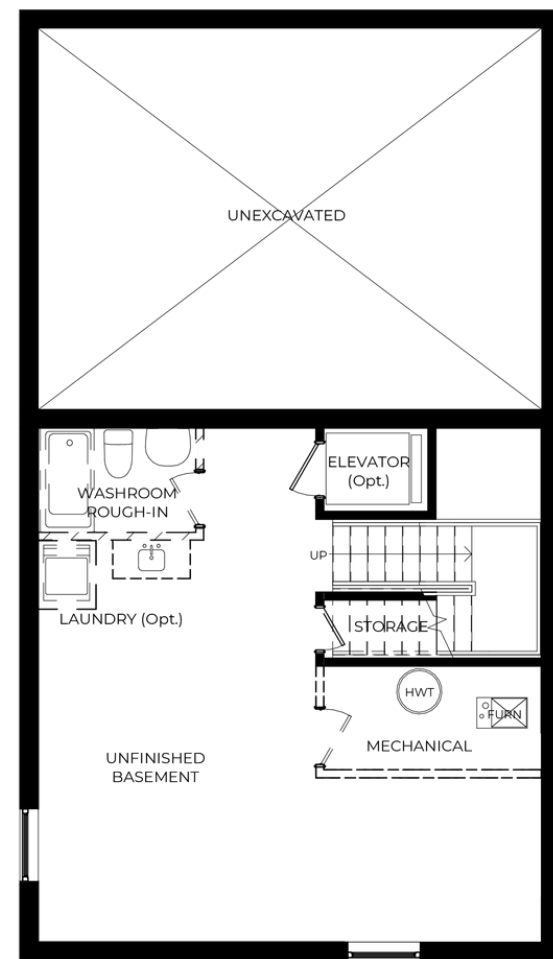 UNEXCAVATED
ELEVATOR
(Opt.)
WASHROOM
ROUGH-IN
UP
LAUNDRY (Opt.)
STORAGE
HWT
FURN
MECHANICAL
UNFINISHED
BASEMENT